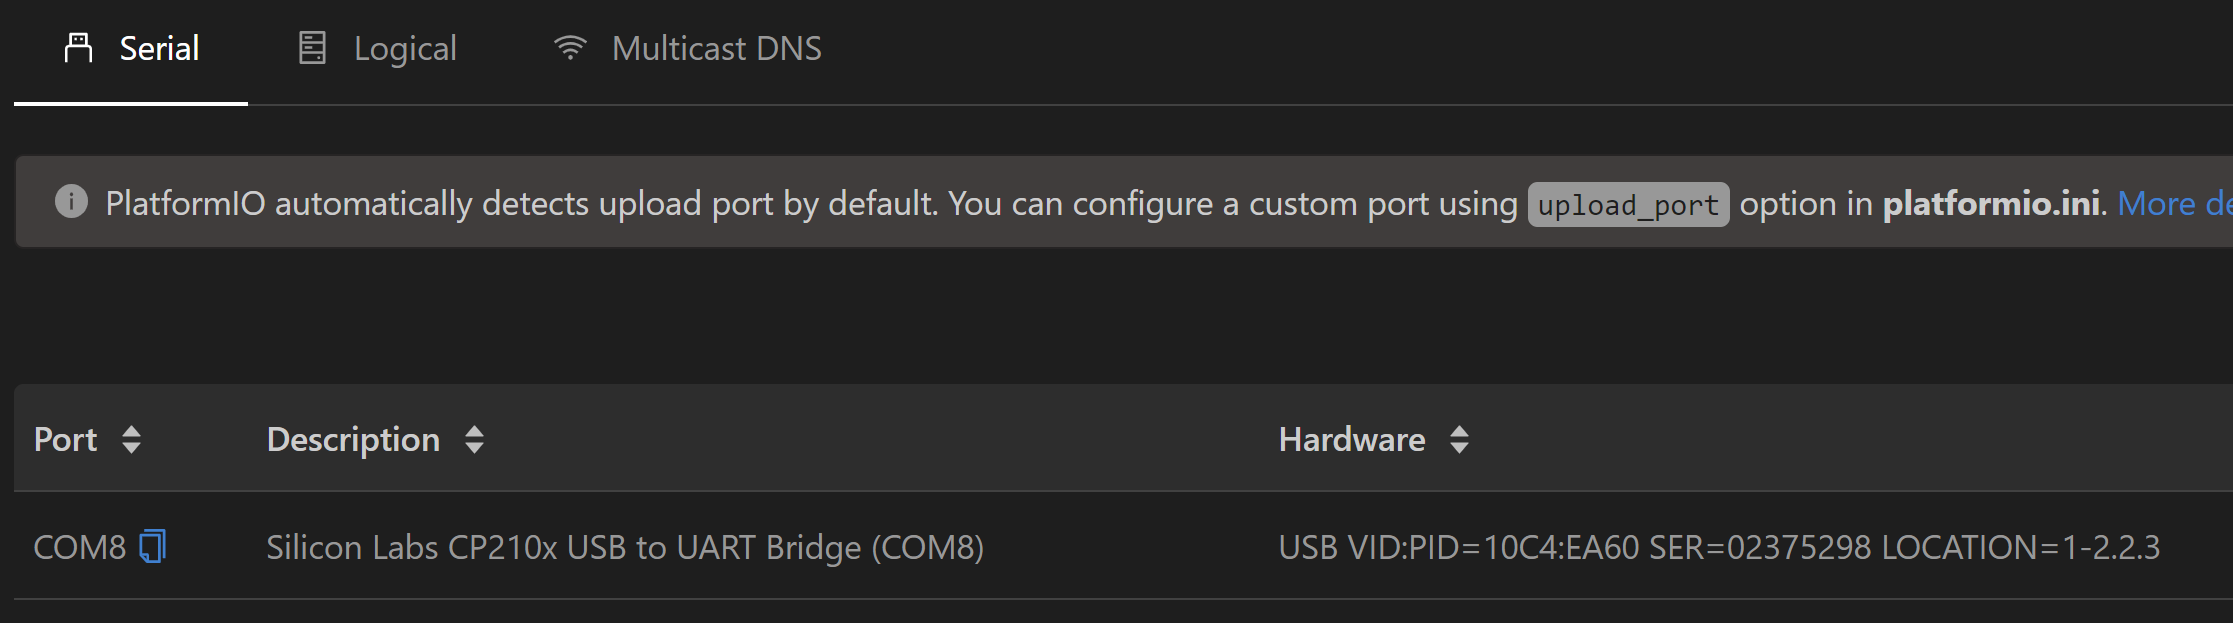 Serial Logical Multicast DNS
PlatformIO automatically detects upload port by default. You can configure a custom port using upload_port option in platformio.ini. More de
Port Description Hardware
COM8 Silicon Labs CP210x USB to UART Bridge (COM8) USB VID:PID=10C4:EA60 SER=02375298 LOCATION=1-2.2.3